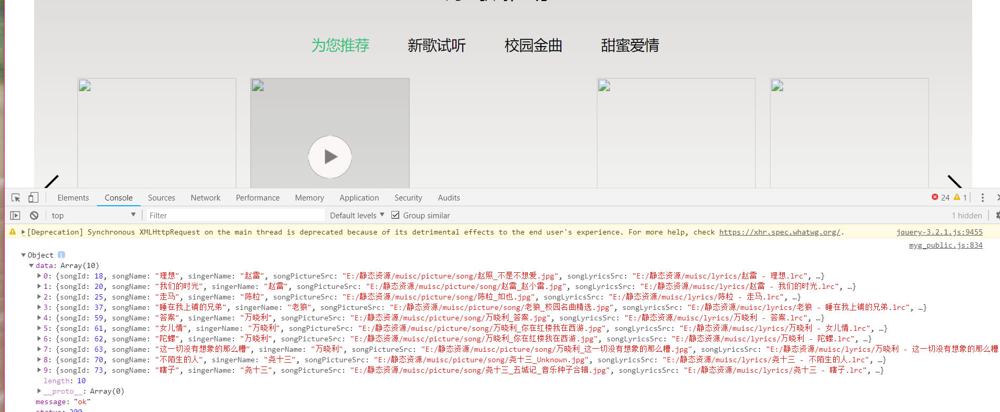 为您推荐 新歌试听 校园金曲 甜蜜爱情
Elements Console Sources Network Performance Memory Application Security Audits 24 1
top Filter Default levels Group similar 1 hidden
[Deprecation] Synchronous XMLHttpRequest on the main thread is deprecated because of its detrimental effects to the end user's experience. For more help, check https://xhr.spec.whatwg.org/. jquery-3.2.1.js:9455
myg_public.js:834
Object i
data: Array(10)
0: {songId: 18, songName: "理想", singerName: "赵雷", songPictureSrc: "E:/静态资源/muisc/picture/song/赵照_不是不想爱.jpg", songLyricsSrc: "E:/静态资源/muisc/lyrics/赵雷 - 理想.lrc", …}
1: {songId: 20, songName: "我们的时光", singerName: "赵雷", songPictureSrc: "E:/静态资源/muisc/picture/song/赵雷_赵小雷.jpg", songLyricsSrc: "E:/静态资源/muisc/lyrics/赵雷 - 我们的时光.lrc", …}
2: {songId: 25, songName: "走马", singerName: "陈粒", songPictureSrc: "E:/静态资源/muisc/picture/song/陈粒_如也.jpg", songLyricsSrc: "E:/静态资源/muisc/lyrics/陈粒 - 走马.lrc", …}
3: {songId: 37, songName: "睡在我上铺的兄弟", singerName: "老狼", songPictureSrc: "E:/静态资源/muisc/picture/song/老狼_校园名曲精选.jpg", songLyricsSrc: "E:/静态资源/muisc/lyrics/老狼 - 睡在我上铺的兄弟.lrc", …}
4: {songId: 59, songName: "答案", singerName: "万晓利", songPictureSrc: "E:/静态资源/muisc/picture/song/万晓利_答案.jpg", songLyricsSrc: "E:/静态资源/muisc/lyrics/万晓利 - 答案.lrc", …}
5: {songId: 61, songName: "女儿情", singerName: "万晓利", songPictureSrc: "E:/静态资源/muisc/picture/song/万晓利_你在红楼我在西游.jpg", songLyricsSrc: "E:/静态资源/muisc/lyrics/万晓利 - 女儿情.lrc", …}
6: {songId: 62, songName: "陀螺", singerName: "万晓利", songPictureSrc: "E:/静态资源/muisc/picture/song/万晓利_你在红楼我在西游.jpg", songLyricsSrc: "E:/静态资源/muisc/lyrics/万晓利 - 陀螺.lrc", …}
7: {songId: 63, songName: "这一切没有想象的那么糟", singerName: "万晓利", songPictureSrc: "E:/静态资源/muisc/picture/song/万晓利_这一切没有想象的那么糟.jpg", songLyricsSrc: "E:/静态资源/muisc/lyrics/万晓利 - 这一切没有想象的那么糟
8: {songId: 70, songName: "不陌生的人", singerName: "尧十三", songPictureSrc: "E:/静态资源/muisc/picture/song/尧十三_Unknown.jpg", songLyricsSrc: "E:/静态资源/muisc/lyrics/尧十三 - 不陌生的人.lrc", …}
9: {songId: 73, songName: "瞎子", singerName: "尧十三", songPictureSrc: "E:/静态资源/muisc/picture/song/尧十三_五城记_音乐种子合辑.jpg", songLyricsSrc: "E:/静态资源/muisc/lyrics/尧十三 - 瞎子.lrc", …}
length: 10
__proto__: Array(0)
message: "ok"
status: 200